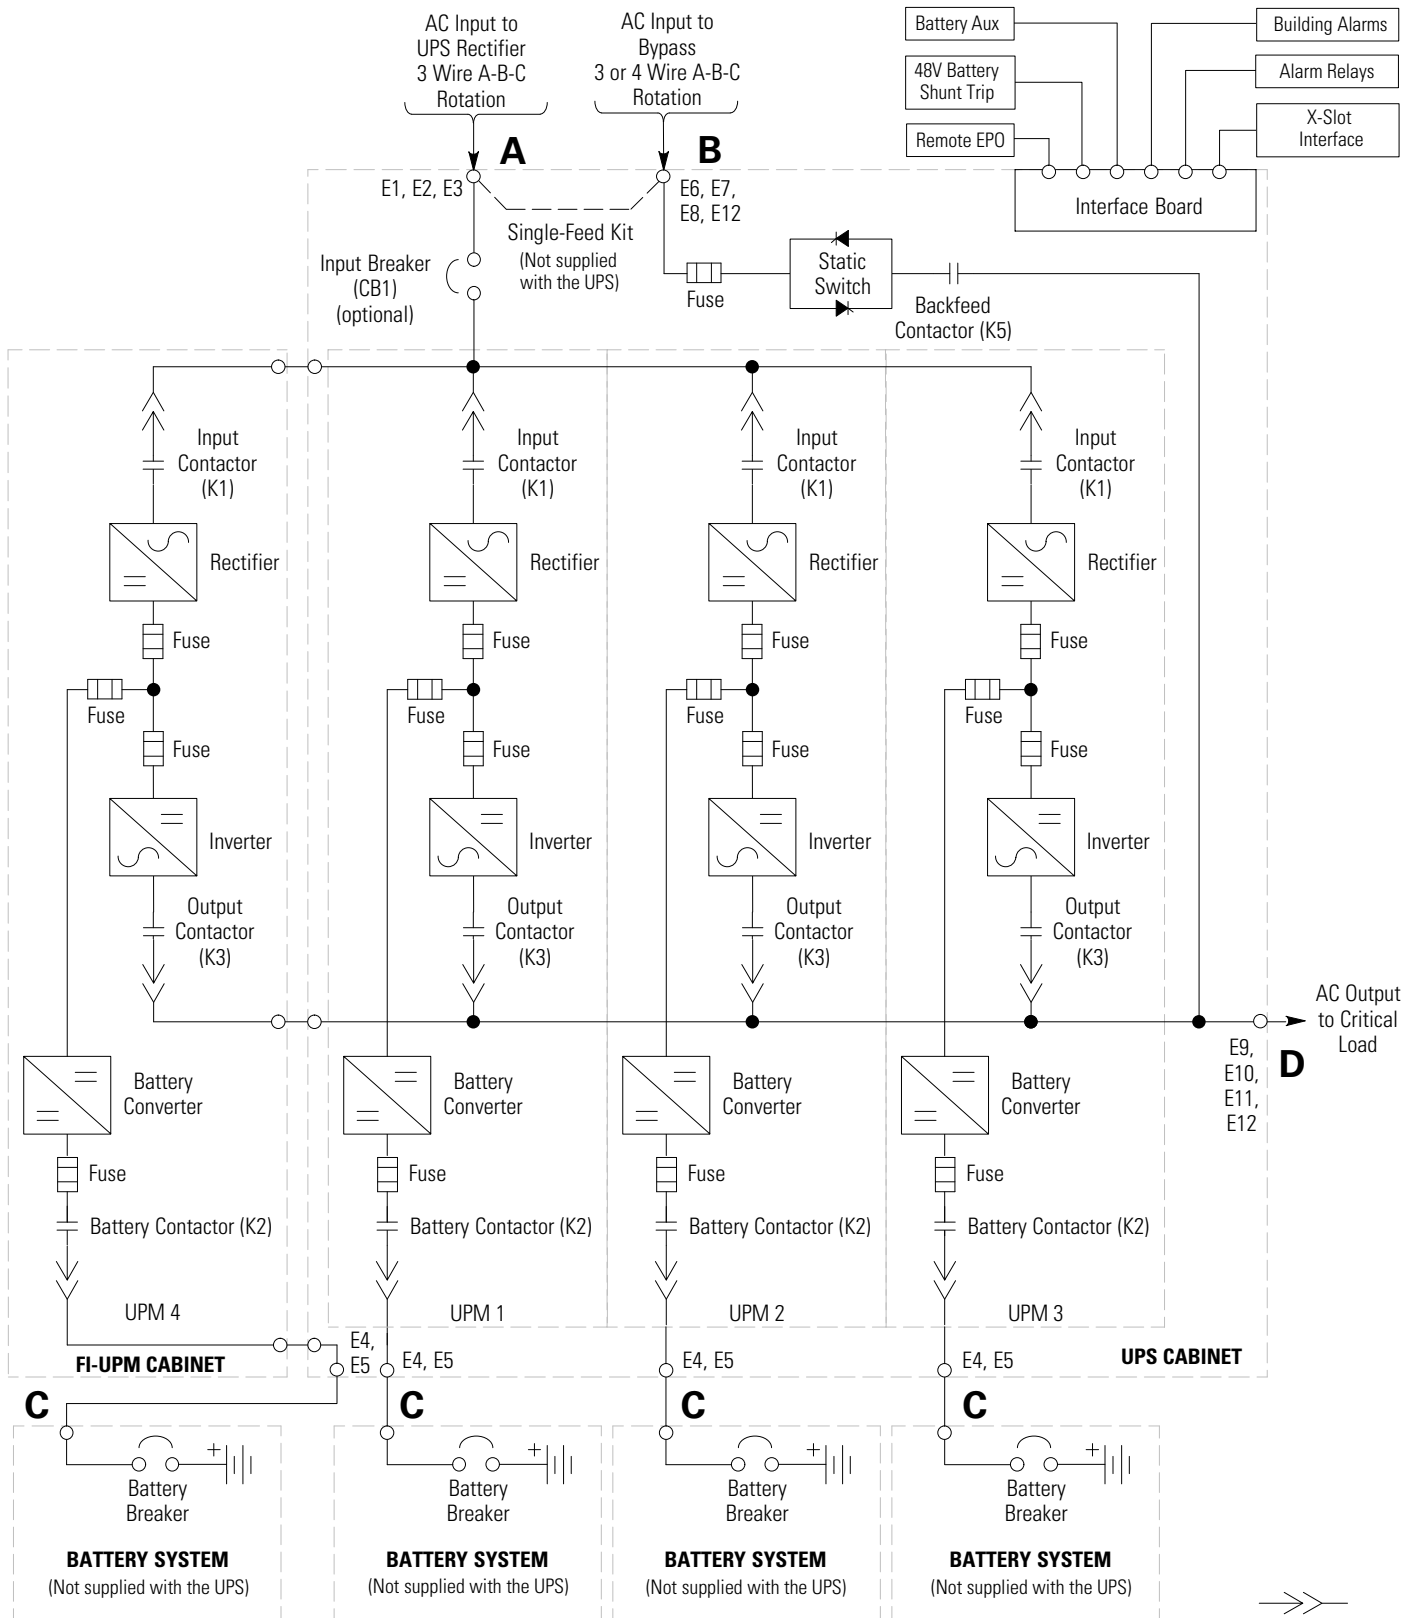 AC Input to
UPS Rectifier
3 Wire A-B-C
Rotation
AC Input to
Bypass
3 or 4 Wire A-B-C
Rotation
Battery Aux
48V Battery
Shunt Trip
Remote EPO
Building Alarms
Alarm Relays
X-Slot
Interface
Interface Board
A
B
E1, E2, E3
E6, E7,
E8, E12
Single-Feed Kit
(Not supplied
with the UPS)
Input Breaker
(CB1)
(optional)
Fuse
Static
Switch
Backfeed
Contactor (K5)
Input
Contactor
(K1)
Input
Contactor
(K1)
Input
Contactor
(K1)
Input
Contactor
(K1)
Rectifier
Rectifier
Rectifier
Rectifier
Fuse
Fuse
Fuse
Fuse
Fuse
Fuse
Fuse
Fuse
Fuse
Fuse
Fuse
Fuse
Inverter
Inverter
Inverter
Inverter
Output
Contactor
(K3)
Output
Contactor
(K3)
Output
Contactor
(K3)
Output
Contactor
(K3)
AC Output
to Critical
Load
E9,
E10,
E11,
E12
D
Battery
Converter
Battery
Converter
Battery
Converter
Battery
Converter
Fuse
Fuse
Fuse
Fuse
Battery Contactor (K2)
Battery Contactor (K2)
Battery Contactor (K2)
Battery Contactor (K2)
UPM 4
UPM 1
UPM 2
UPM 3
FI-UPM CABINET
E4,
E5
E4, E5
E4, E5
E4, E5
UPS CABINET
C
C
C
C
Battery
Breaker
Battery
Breaker
Battery
Breaker
Battery
Breaker
BATTERY SYSTEM
(Not supplied with the UPS)
BATTERY SYSTEM
(Not supplied with the UPS)
BATTERY SYSTEM
(Not supplied with the UPS)
BATTERY SYSTEM
(Not supplied with the UPS)